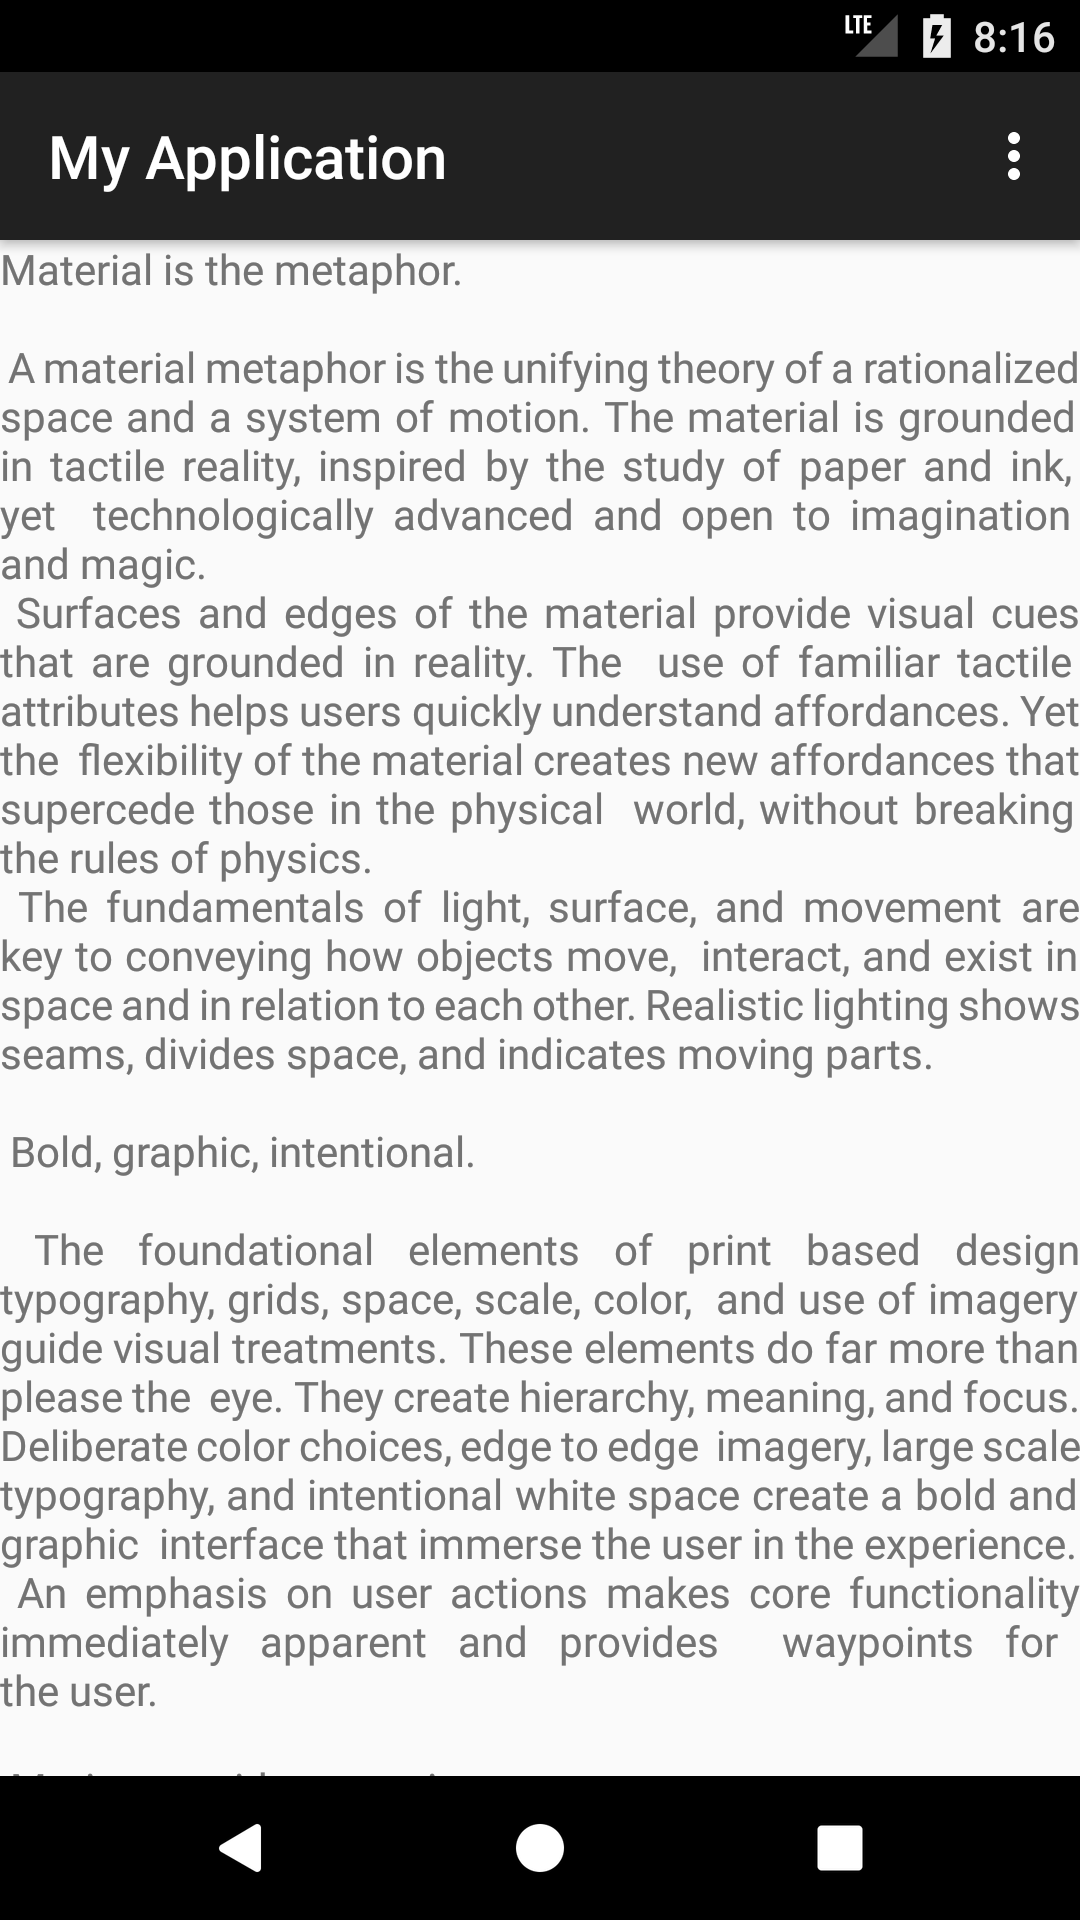 LTE 8:16
My Application
Material is the metaphor.
A material metaphor is the unifying theory of a rationalized
space and a system of motion. The material is grounded
in tactile reality, inspired by the study of paper and ink,
yet technologically advanced and open to imagination
and magic.
Surfaces and edges of the material provide visual cues
that are grounded in reality. The use of familiar tactile
attributes helps users quickly understand affordances. Yet
the flexibility of the material creates new affordances that
supercede those in the physical world, without breaking
the rules of physics.
The fundamentals of light, surface, and movement are
key to conveying how objects move, interact, and exist in
space and in relation to each other. Realistic lighting shows
seams, divides space, and indicates moving parts.
Bold, graphic, intentional.
The foundational elements of print based design
typography, grids, space, scale, color, and use of imagery
guide visual treatments. These elements do far more than
please the eye. They create hierarchy, meaning, and focus.
Deliberate color choices, edge to edge imagery, large scale
typography, and intentional white space create a bold and
graphic interface that immerse the user in the experience.
An emphasis on user actions makes core functionality
immediately apparent and provides waypoints for
the user.